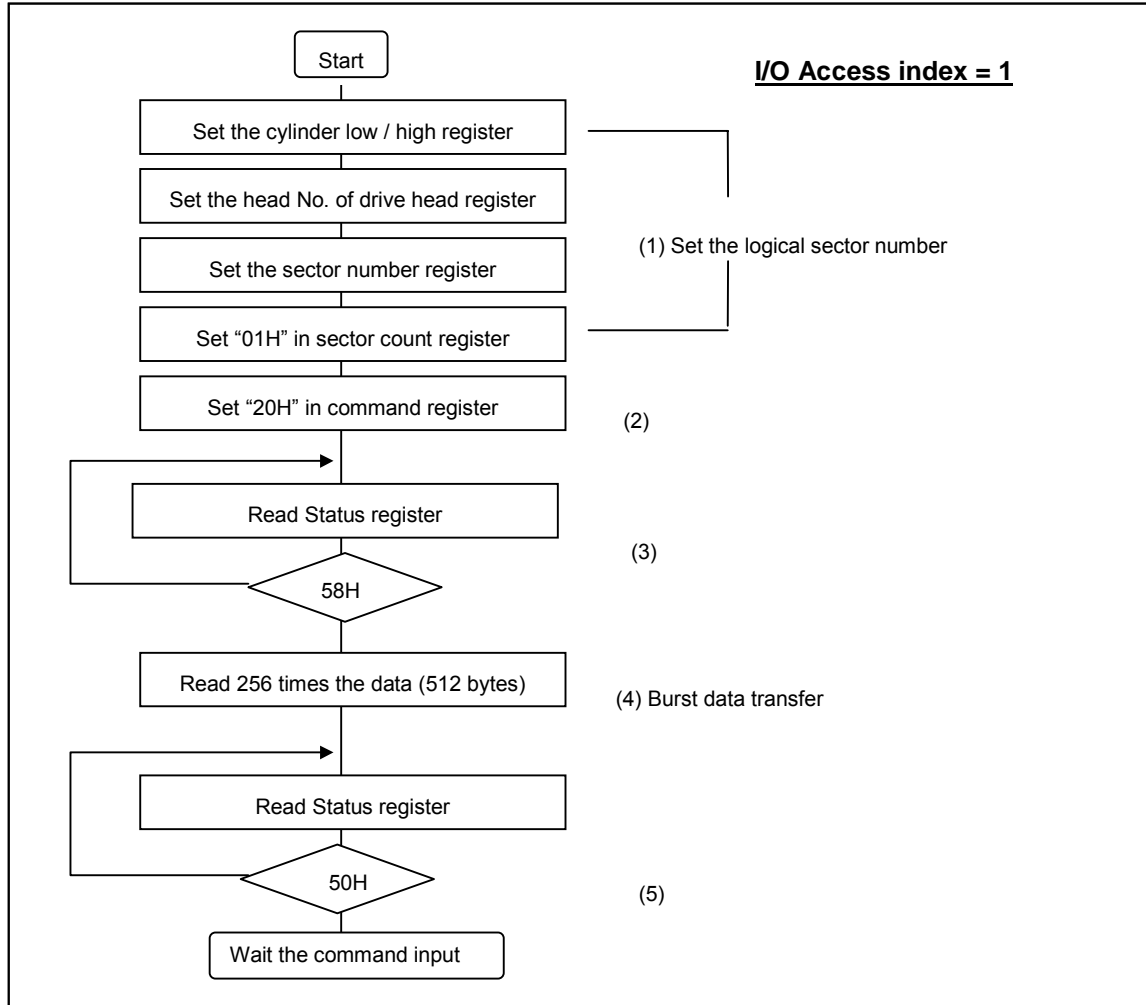 Start
I/O Access index = 1
Set the cylinder low / high register
Set the head No. of drive head register
(1) Set the logical sector number
Set the sector number register
Set “01H” in sector count register
Set “20H” in command register
(2)
Read Status register
(3)
58H
Read 256 times the data (512 bytes)
(4) Burst data transfer
Read Status register
50H
(5)
Wait the command input